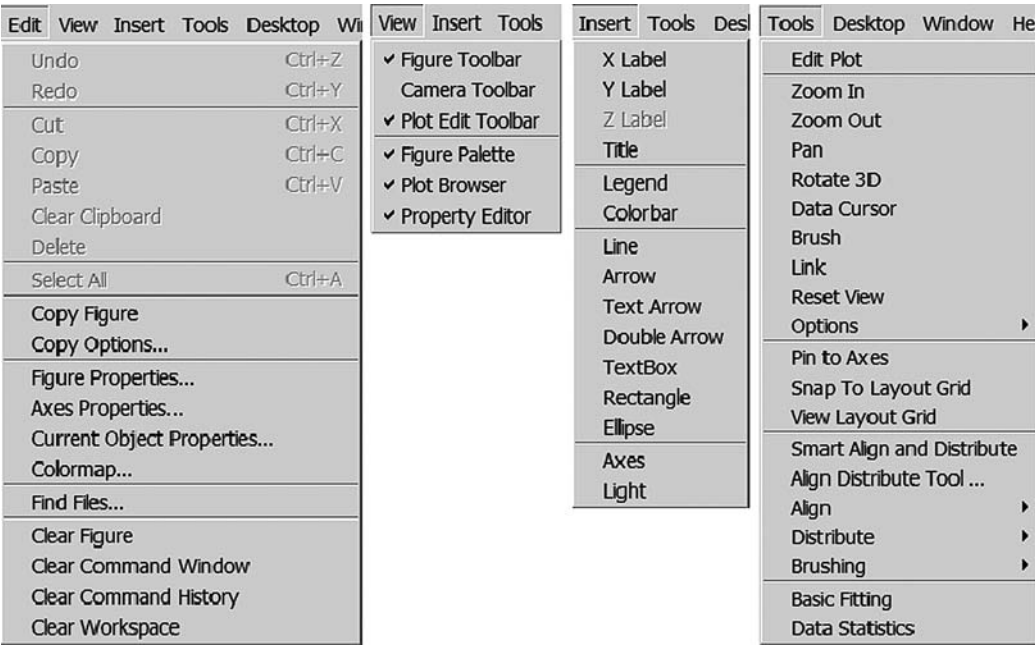 Edit View Insert Tools Desktop Wi
Undo Ctrl+Z
Redo Ctrl+Y
Cut Ctrl+X
Copy Ctrl+C
Paste Ctrl+V
Clear Clipboard
Delete
Select All Ctrl+A
Copy Figure
Copy Options...
Figure Properties...
Axes Properties...
Current Object Properties...
Colormap...
Find Files...
Clear Figure
Clear Command Window
Clear Command History
Clear Workspace
View Insert Tools
Figure Toolbar
Camera Toolbar
Plot Edit Toolbar
Figure Palette
Plot Browser
Property Editor
Insert Tools Des
X Label
Y Label
Z Label
Title
Legend
Colorbar
Line
Arrow
Text Arrow
Double Arrow
TextBox
Rectangle
Ellipse
Axes
Light
Tools Desktop Window He
Edit Plot
Zoom In
Zoom Out
Pan
Rotate 3D
Data Cursor
Brush
Link
Reset View
Options
Pin to Axes
Snap To Layout Grid
View Layout Grid
Smart Align and Distribute
Align Distribute Tool ...
Align
Distribute
Brushing
Basic Fitting
Data Statistics